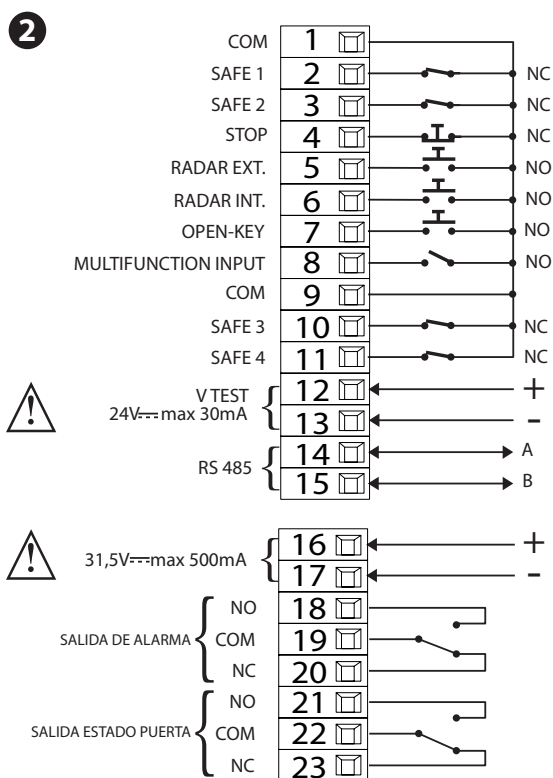 2
COM 1
SAFE 1 2 NC
SAFE 2 3 NC
STOP 4 NC
RADAR EXT. 5 NO
RADAR INT. 6 NO
OPEN-KEY 7 NO
MULTIFUNCTION INPUT 8 NO
COM 9
SAFE 3 10 NC
SAFE 4 11 NC
V TEST 12 +
24V⎓max 30mA 13 -
RS 485 14 A
15 B
31,5V⎓max 500mA 16 +
17 -
NO 18
SALIDA DE ALARMA COM 19
NC 20
NO 21
SALIDA ESTADO PUERTA COM 22
NC 23